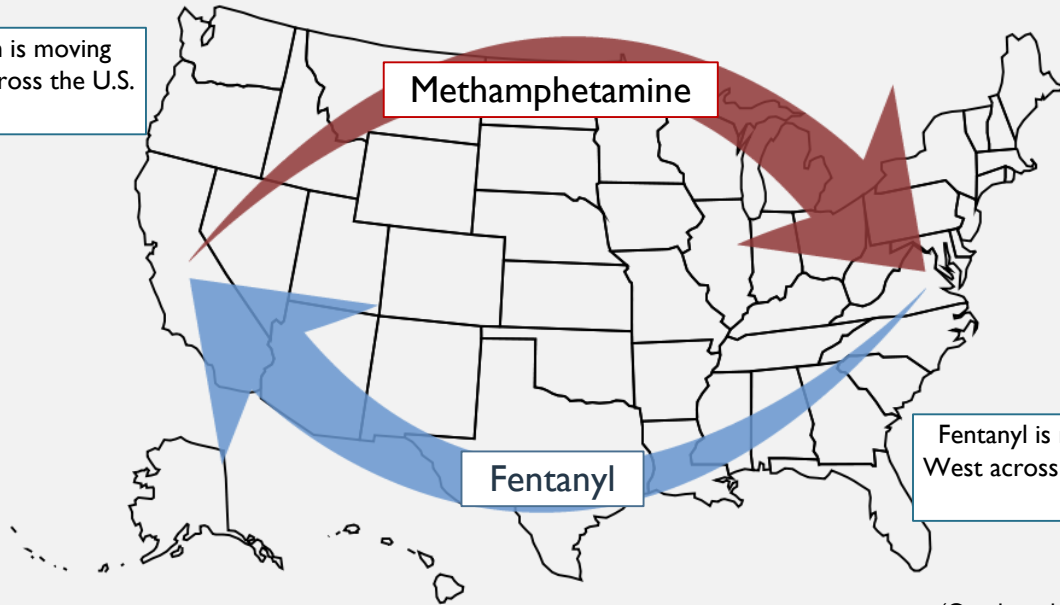 is moving
ross the U.S.
Methamphetamine
Fentanyl
Fentanyl is
West across